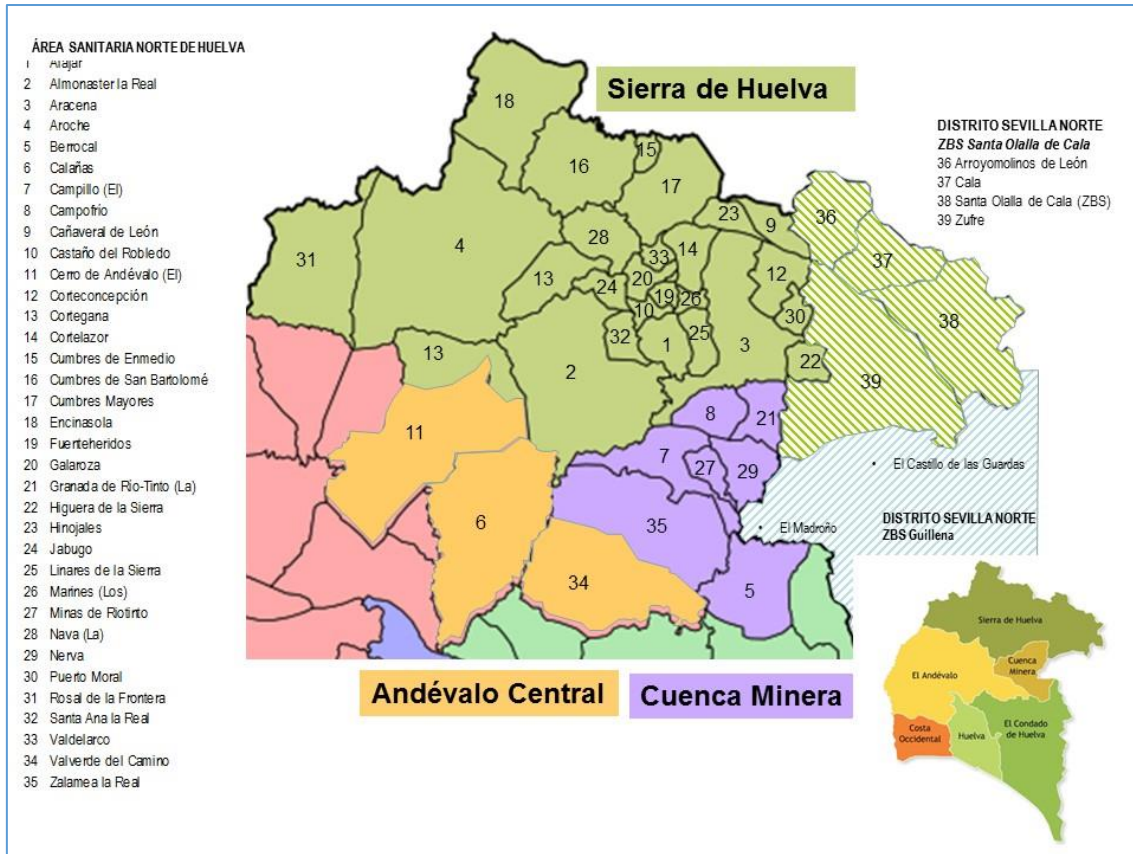 ÁREA SANITARIA NORTE DE HUELVA
1 Alájar
2 Almonaster la Real
3 Aracena
4 Aroche
5 Berrocal
6 Calañas
7 Campillo (El)
8 Campofrio
9 Cañaveral de León
10 Castaño del Robledo
11 Cerro de Andévalo (El)
12 Corteconcepción
13 Cortegana
14 Cortelazor
15 Cumbres de Enmedio
16 Cumbres de San Bartolomé
17 Cumbres Mayores
18 Encinasola
19 Fuenteheridos
20 Galaroza
21 Granada de Río-Tinto (La)
22 Higuera de la Sierra
23 Hinojales
24 Jabugo
25 Linares de la Sierra
26 Marines (Los)
27 Minas de Riotinto
28 Nava (La)
29 Nerva
30 Puerto Moral
31 Rosal de la Frontera
32 Santa Ana la Real
33 Valdelarco
34 Valverde del Camino
35 Zalamea la Real
Sierra de Huelva
DISTRITO SEVILLA NORTE
ZBS Santa Olalla de Cala
36 Arroyomolinos de León
37 Cala
38 Santa Olalla de Cala (ZBS)
39 Zufre
18
15
16
17
23
9
36
4
28
31
33
14
37
13
20
12
24
19
26
38
10
30
32
1
25
3
13
2
22
39
8
21
11
7
27
29
• El Castillo de las Guardas
6
35
• El Madroño
DISTRITO SEVILLA NORTE
ZBS Guillena
34
5
Andévalo Central
Cuenca Minera
Sierra de Huelva
El Andévalo
Cuenca
Minera
Costa
Occidental
Huelva
El Condado
de Huelva